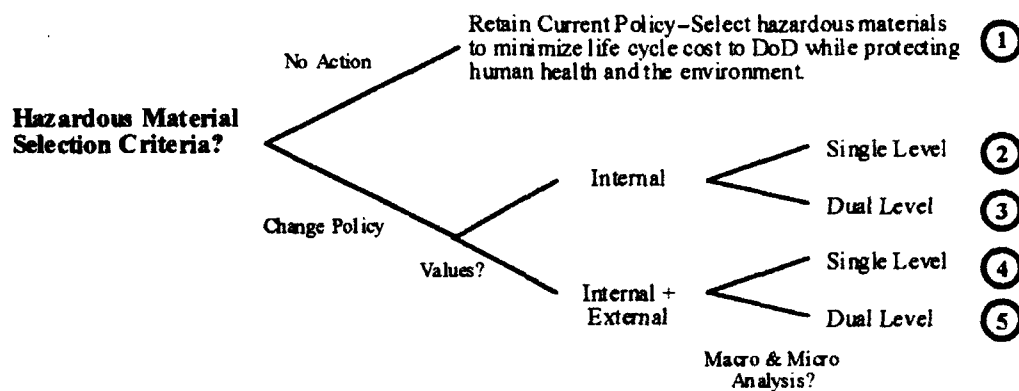 Retain Current Policy–Select hazardous materials
to minimize life cycle cost to DoD while protecting
human health and the environment.
1
No Action
Hazardous Material
Selection Criteria?
Single Level
2
Internal
Dual Level
3
Change Policy
Values?
Single Level
4
Internal +
External
Dual Level
5
Macro & Micro
Analysis?